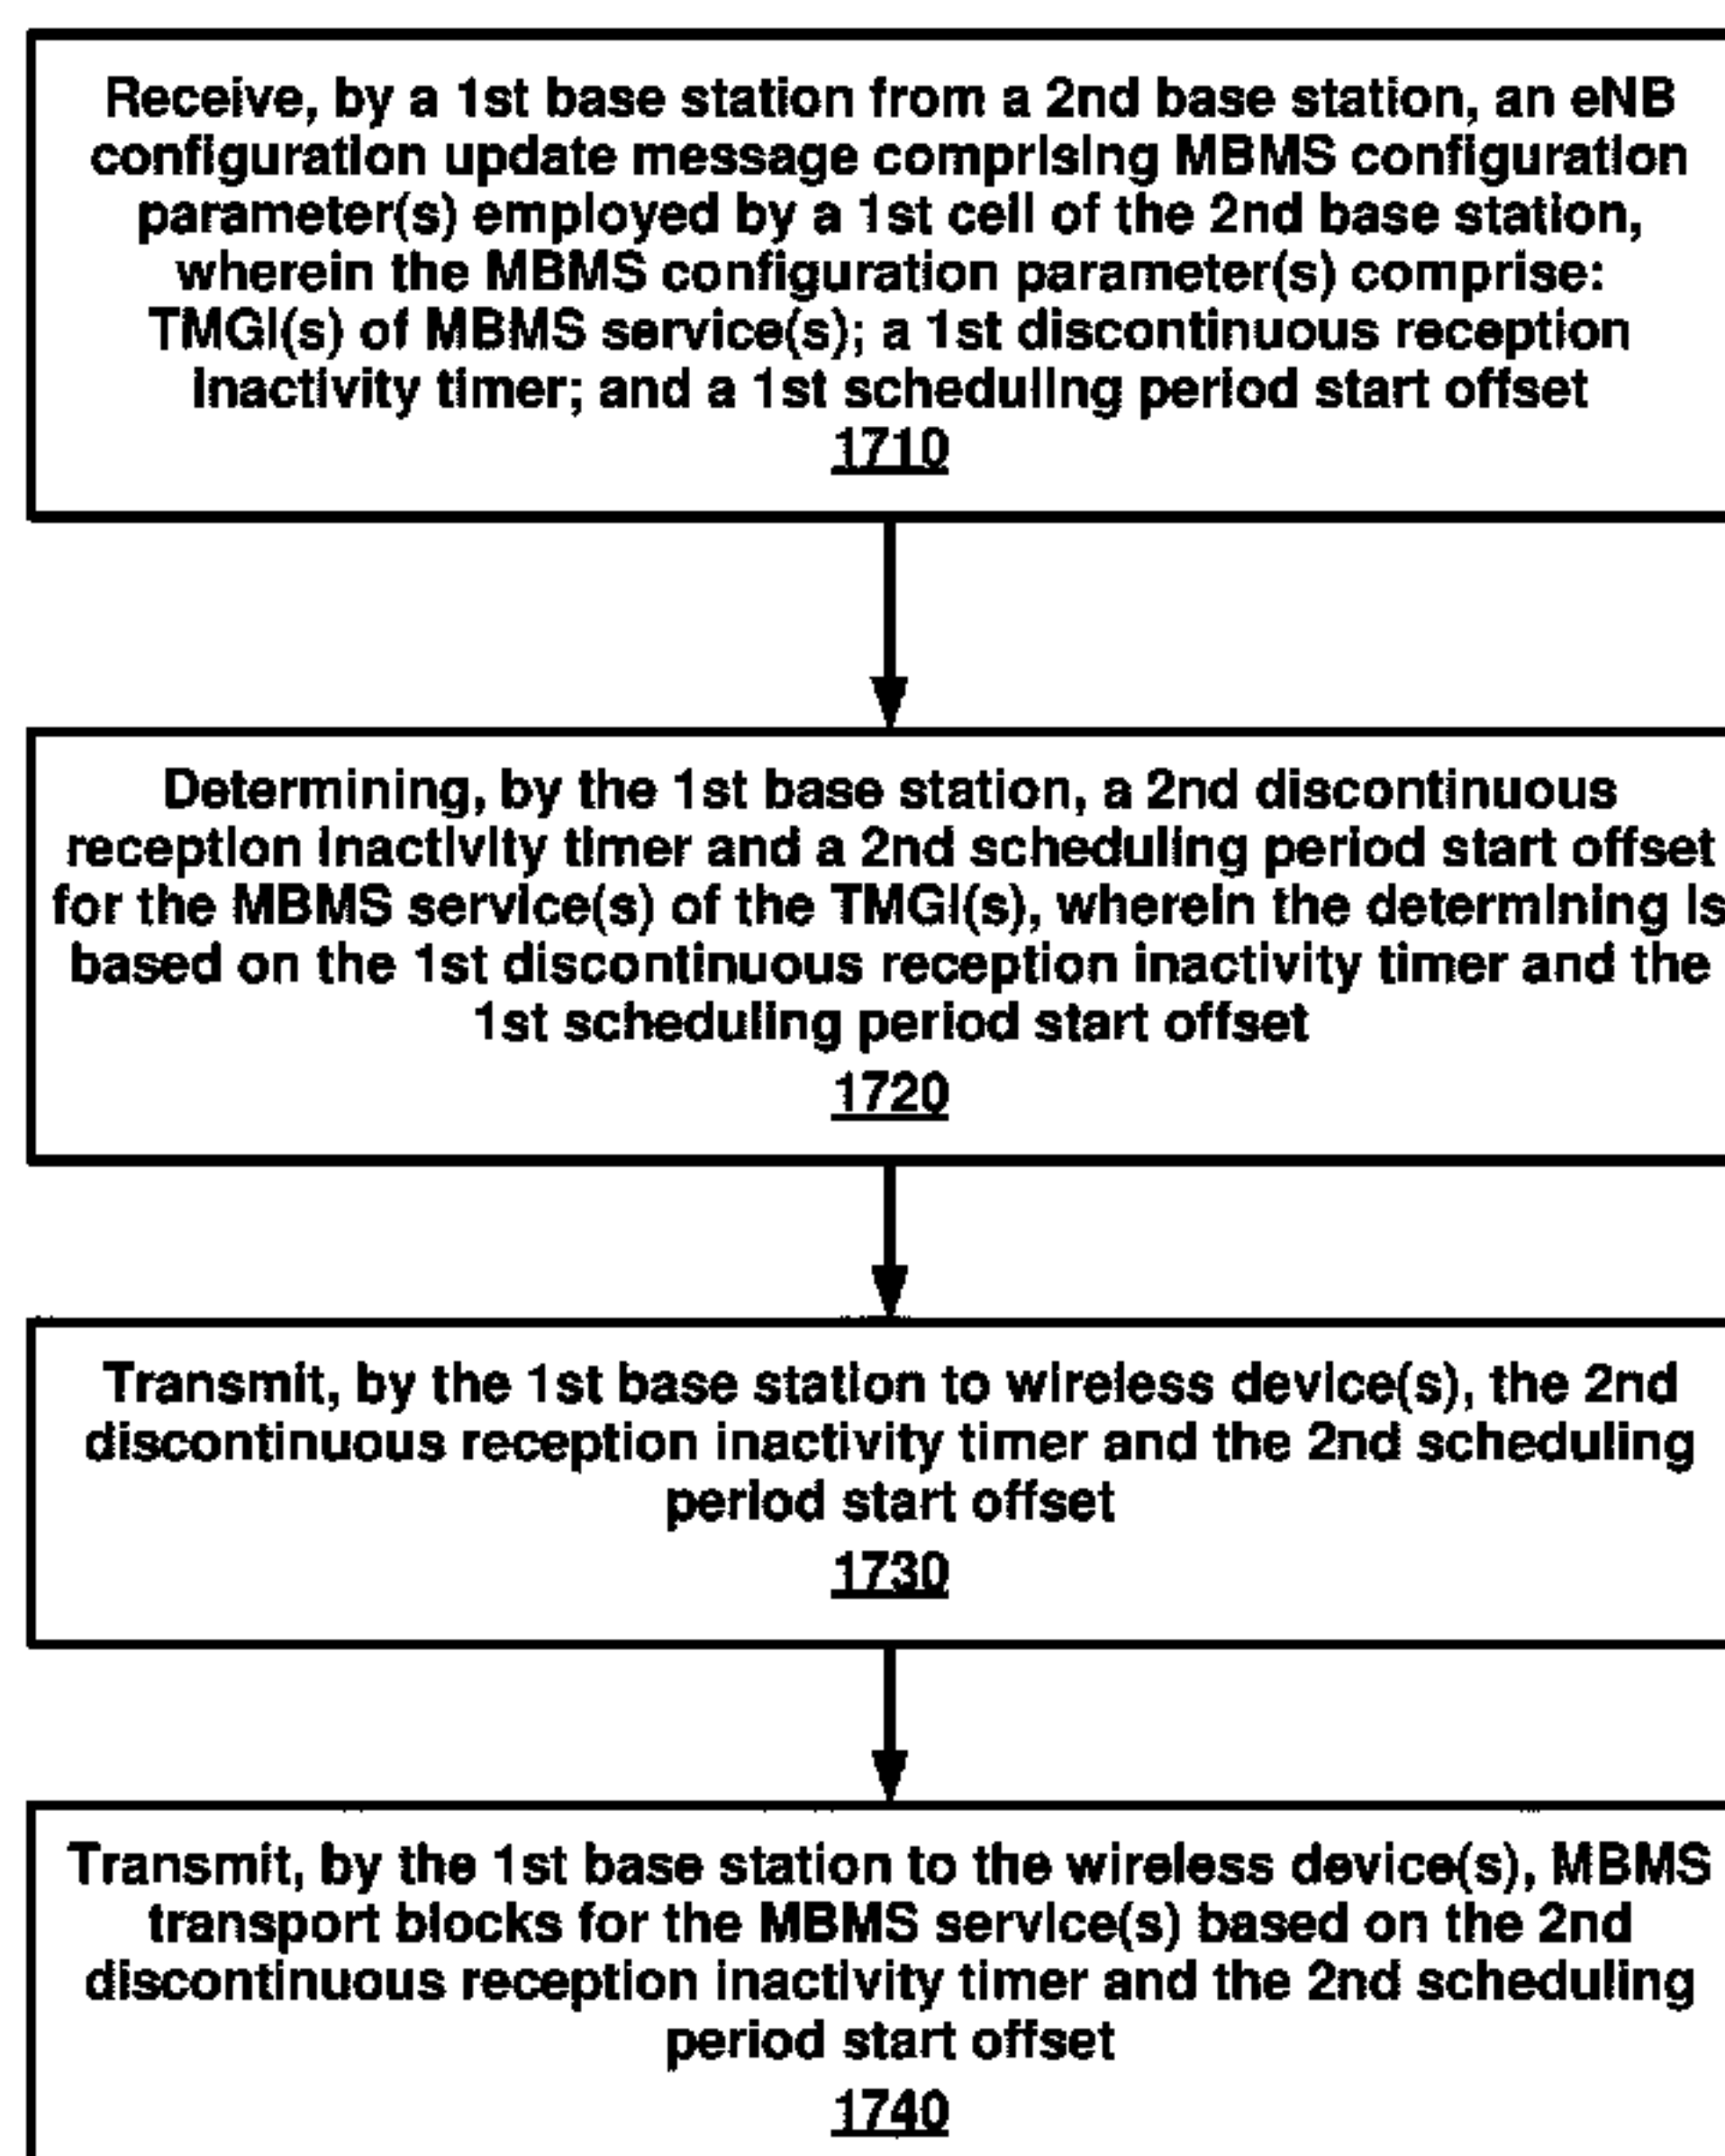 Receive, by a 1st base station from a 2nd base station, an eNB
configuration update message comprising MBMS configuration
parameter(s) employed by a 1st cell of the 2nd base station,
wherein the MBMS configuration parameter(s) comprise:
TMGI(s) of MBMS service(s); a 1st discontinuous reception
inactivity timer; and a 1st scheduling period start offset
1710
Determining, by the 1st base station, a 2nd discontinuous
reception inactivity timer and a 2nd scheduling period start offset
for the MBMS service(s) of the TMGI(s), wherein the determining is
based on the 1st discontinuous reception inactivity timer and the
1st scheduling period start offset
1720
Transmit, by the 1st base station to wireless device(s), the 2nd
discontinuous reception inactivity timer and the 2nd scheduling
period start offset
1730
Transmit, by the 1st base station to the wireless device(s), MBMS
transport blocks for the MBMS service(s) based on the 2nd
discontinuous reception inactivity timer and the 2nd scheduling
period start offset
1740